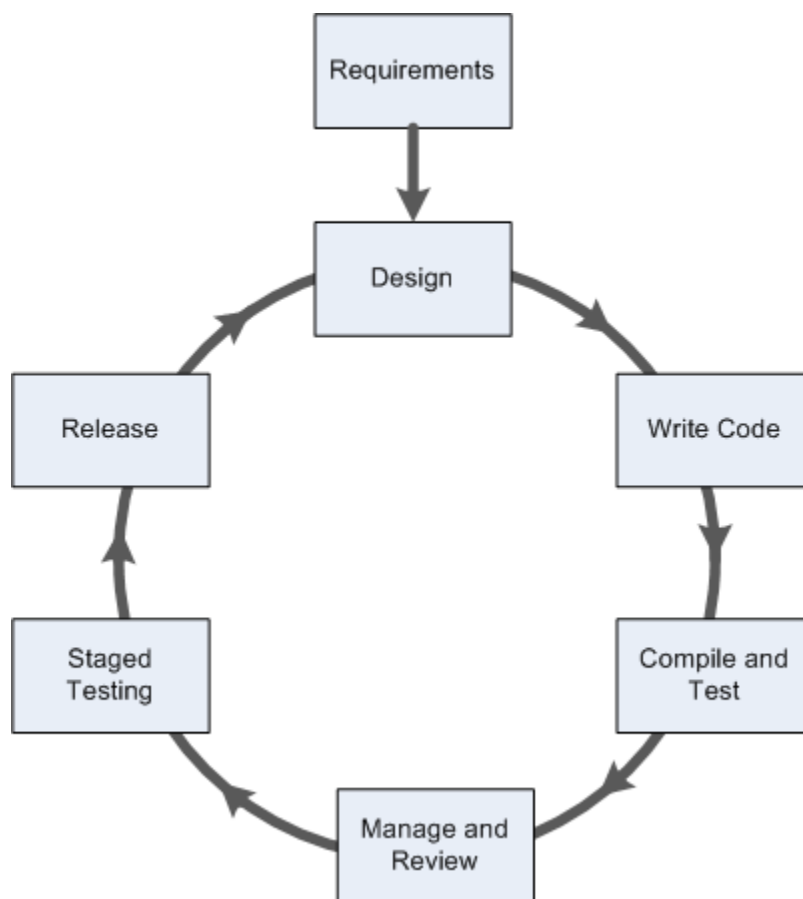 Requirements
Design
Release
Write Code
Staged
Testing
Compile and
Test
Manage and
Review